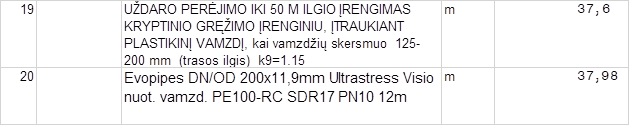 19 UŽDARO PERĖJIMO IKI 50 M ILGIO ĮRENGIMAS m 37,6
KRYPTINIO GRĘŽIMO ĮRENGINIU, ĮTRAUKIANT
PLASTIKINĮ VAMZDĮ, kai vamzdžių skersmuo 125-
200 mm (trasos ilgis) k9=1.15
20 Evopipes DN/OD 200x11,9mm Ultrastress Visio m 37,98
nuot. vamzd. PE100-RC SDR17 PN10 12m